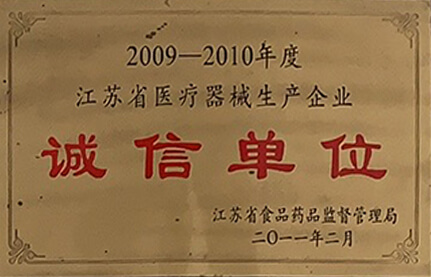 2009—2010年度
江苏省医疗器械生产企业
诚信单位
江苏省食品药品监督管理局
二〇一一年二月